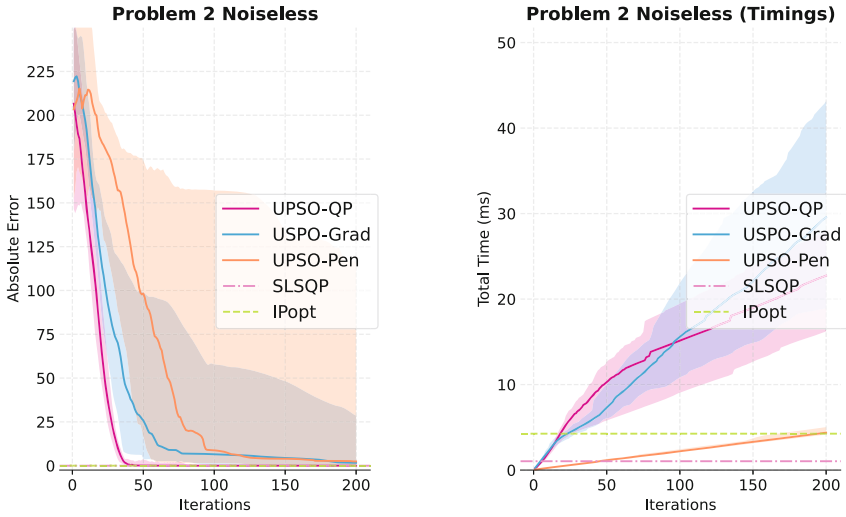 Problem 2 Noiseless
225
200
175
150
125
100
75
50
25
0
Absolute Error
0
50
100
150
200
Iterations
UPSO-QP
USPO-Grad
UPSO-Pen
SLSQP
IPopt
Problem 2 Noiseless (Timings)
50
40
30
20
10
0
Total Time (ms)
0
50
100
150
200
Iterations
UPSO-QP
USPO-Grad
UPSO-Pen
SLSQP
IPopt